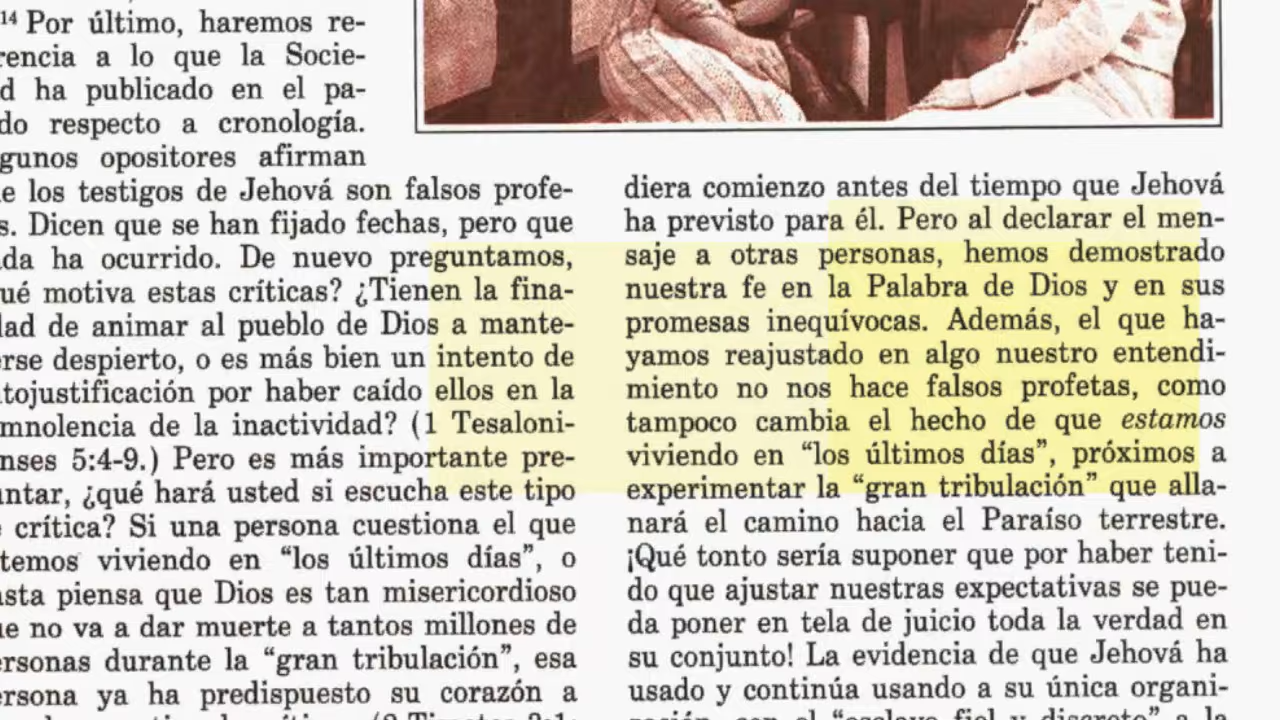 14 Por último, haremos re-
rencia a lo que la Socie-
d ha publicado en el pa-
do respecto a cronología.
gunos opositores afirman
e los testigos de Jehová son falsos profe-
s. Dicen que se han fijado fechas, pero que
da ha ocurrido. De nuevo preguntamos,
ué motiva estas críticas? ¿Tienen la fina-
dad de animar al pueblo de Dios a mante-
erse despierto, o es más bien un intento de
utojustificación por haber caído ellos en la
mnolencia de la inactividad? (1 Tesaloni-
nses 5:4-9.) Pero es más importante pre-
untar, ¿qué hará usted si escucha este tipo
e crítica? Si una persona cuestiona el que
temos viviendo en “los últimos días”, o
asta piensa que Dios es tan misericordioso
ue no va a dar muerte a tantos millones de
ersonas durante la “gran tribulación”, esa
ersona ya ha predispuesto su corazón a
diera comienzo antes del tiempo que Jehová
ha previsto para él. Pero al declarar el men-
saje a otras personas, hemos demostrado
nuestra fe en la Palabra de Dios y en sus
promesas inequívocas. Además, el que ha-
yamos reajustado en algo nuestro entendi-
miento no nos hace falsos profetas, como
tampoco cambia el hecho de que estamos
viviendo en “los últimos días”, próximos a
experimentar la “gran tribulación” que alla-
nará el camino hacia el Paraíso terrestre.
¡Qué tonto sería suponer que por haber teni-
do que ajustar nuestras expectativas se pue-
da poner en tela de juicio toda la verdad en
su conjunto! La evidencia de que Jehová ha
usado y continúa usando a su única organi-